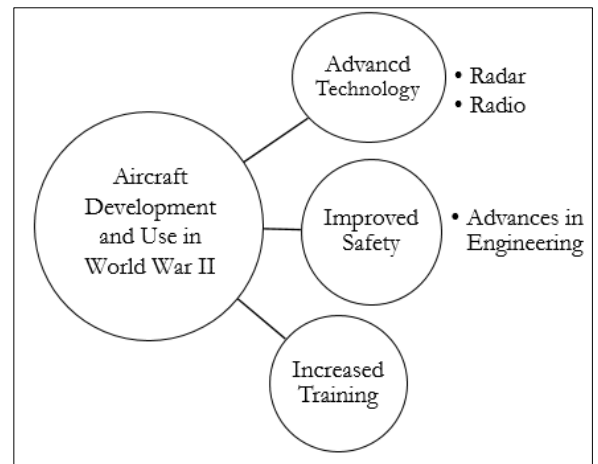 Advancd
Technology
• Radar
• Radio
Aircraft
Development
and Use in
World War II
Improved
Safety
• Advances in
Engineering
Increased
Training